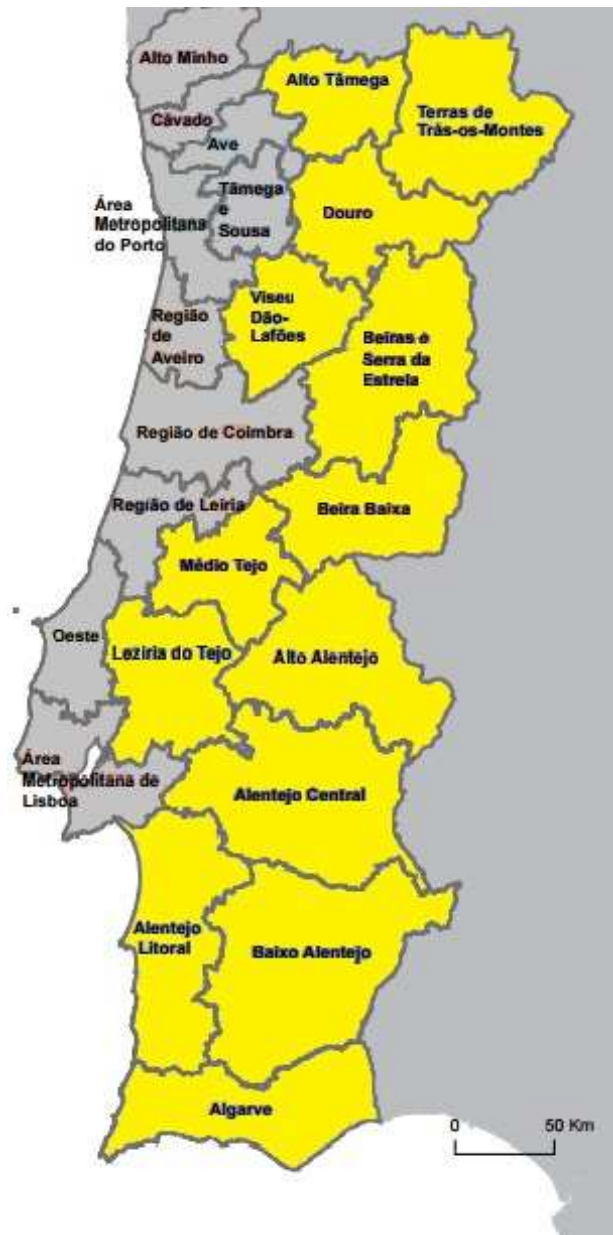 Alto Minho
Alto Tâmega
Terras de
Trás-os-Montes
Cávado
Ave
Tâmega
e
Sousa
Área
Metropolitana
do Porto
Douro
Viseu
Dão-
Lafões
Região
de
Aveiro
Beiras e
Serra da
Estrela
Região de Coimbra
Região de Leiria
Beira Baixa
Médio Tejo
Oeste
Leziria do Tejo
Alto Alentejo
Área
Metropolitana de
Lisboa
Alentejo Central
Alentejo
Litoral
Baixo Alentejo
Algarve
0 50 Km